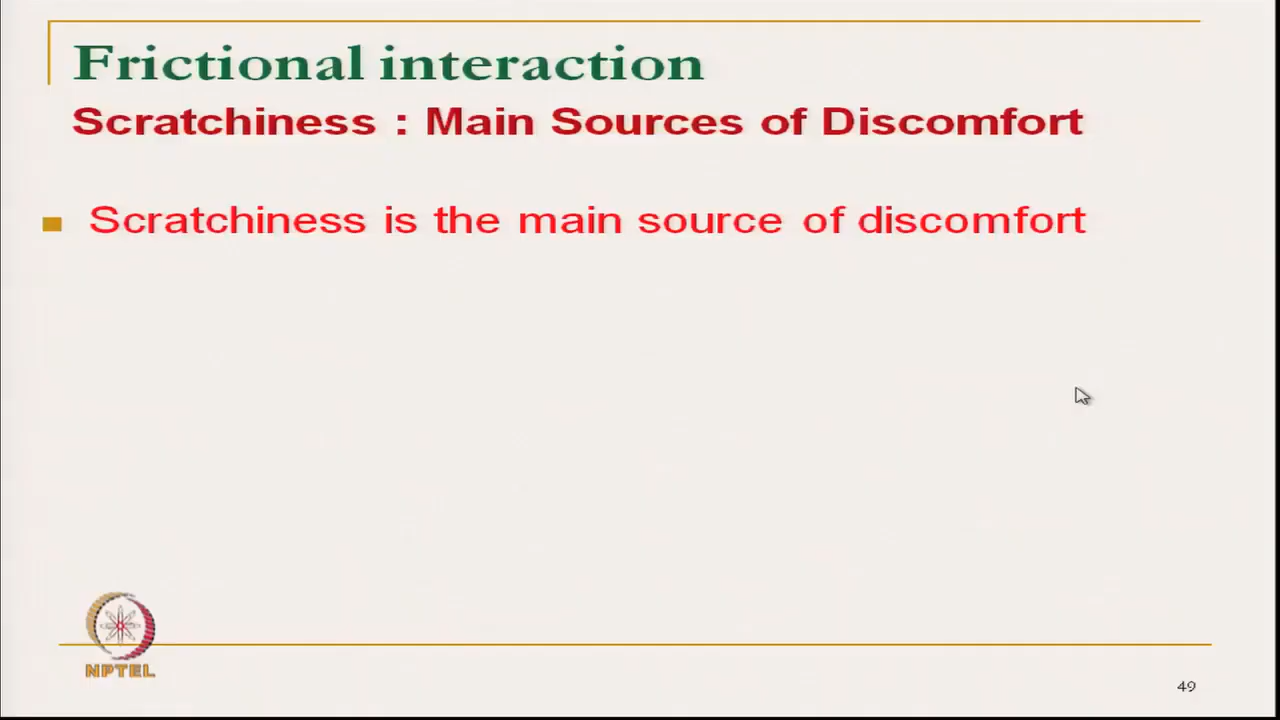 Frictional interaction
Scratchiness : Main Sources of Discomfort
Scratchiness is the main source of discomfort
NPTEL
49